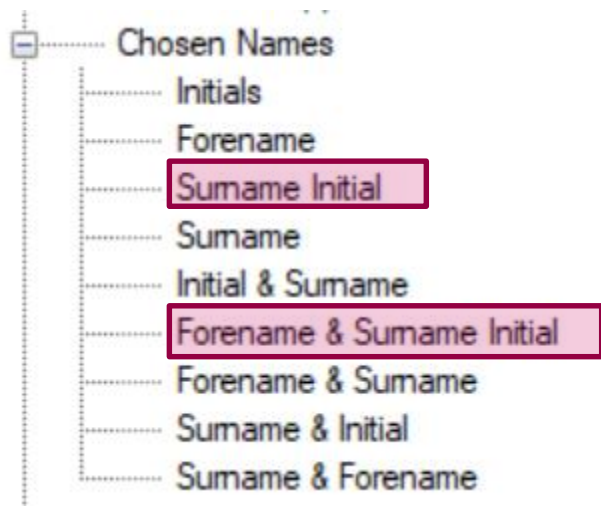 Chosen Names
Initials
Forename
Surname Initial
Surname
Initial & Surname
Forename & Surname Initial
Forename & Surname
Surname & Initial
Surname & Forename